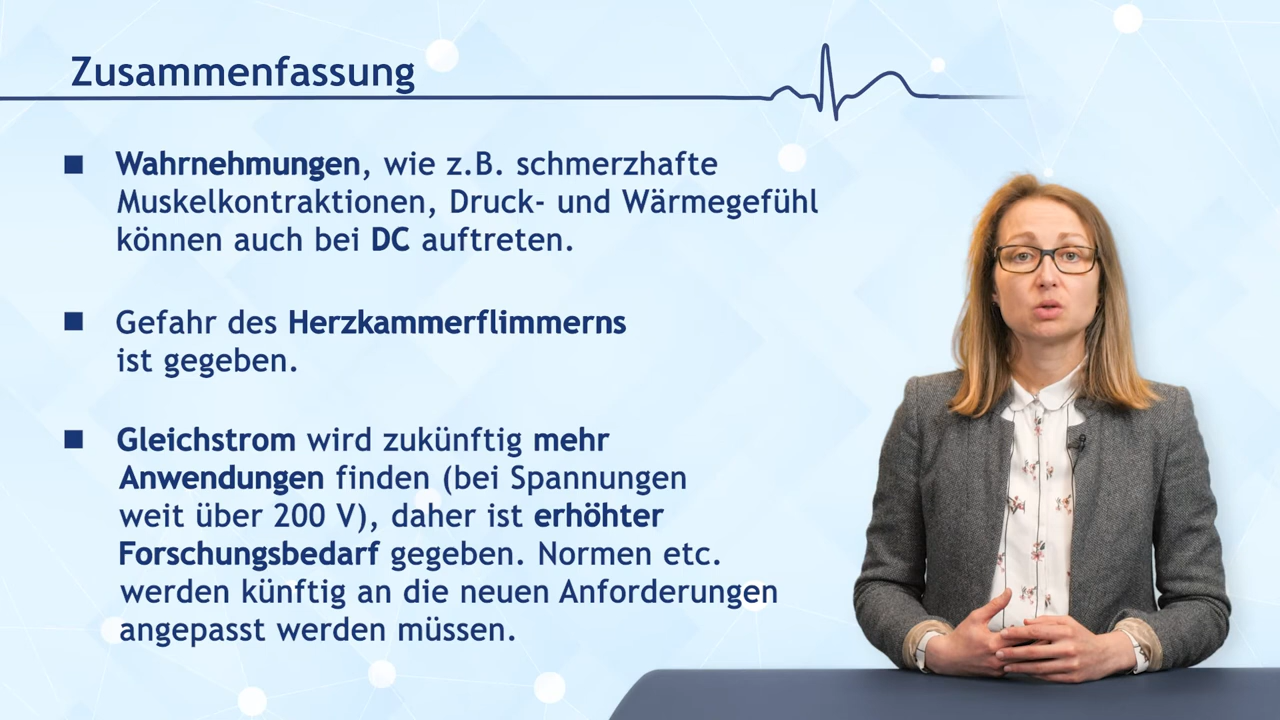 Zusammenfassung
■ Wahrnehmungen, wie z.B. schmerzhafte
Muskelkontraktionen, Druck- und Wärmegefühl
können auch bei DC auftreten.
■ Gefahr des Herzkammerflimmerns
ist gegeben.
■ Gleichstrom wird zukünftig mehr
Anwendungen finden (bei Spannungen
weit über 200 V), daher ist erhöhter
Forschungsbedarf gegeben. Normen etc.
werden künftig an die neuen Anforderungen
angepasst werden müssen.